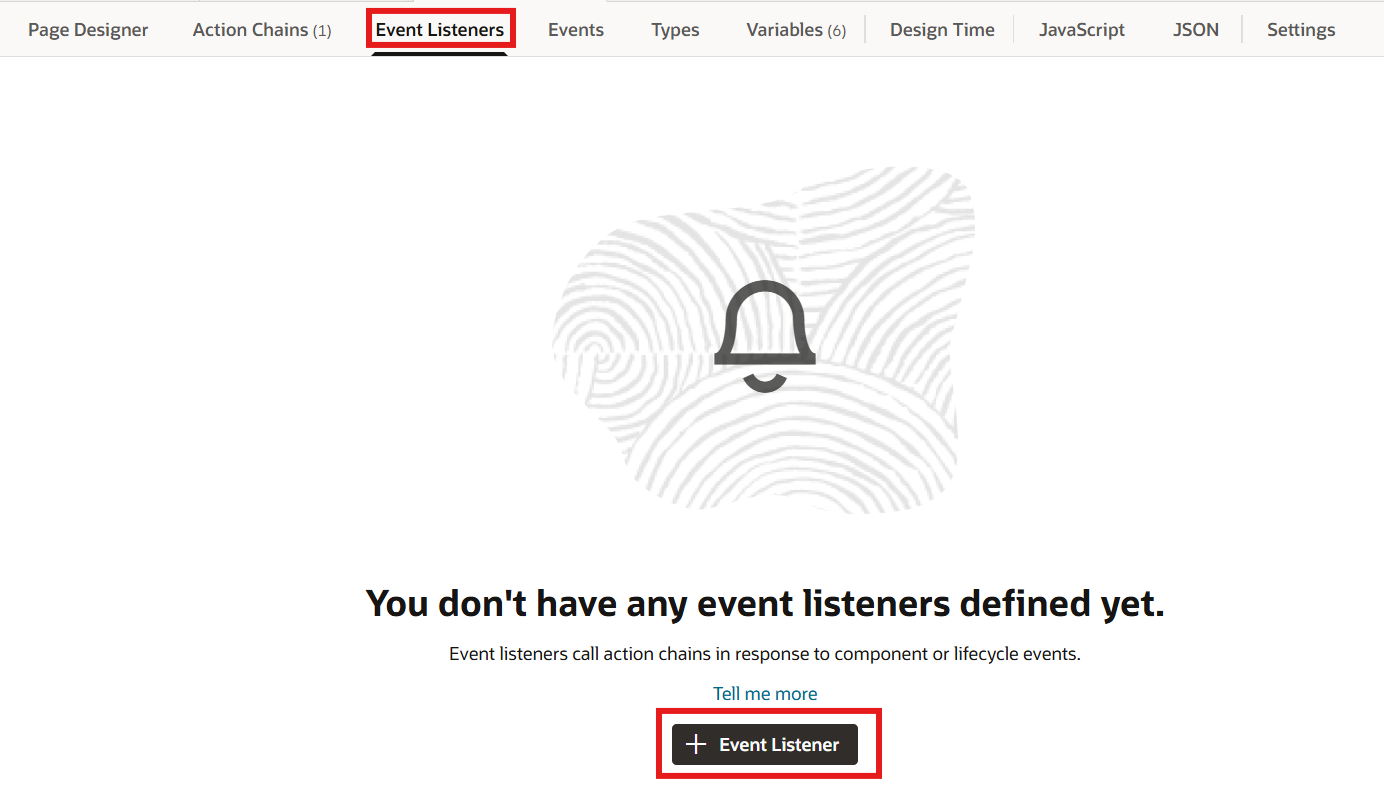 Page Designer Action Chains (1) Event Listeners Events Types Variables (6) Design Time JavaScript JSON Settings
You don't have any event listeners defined yet.
Event listeners call action chains in response to component or lifecycle events.
Tell me more
+ Event Listener